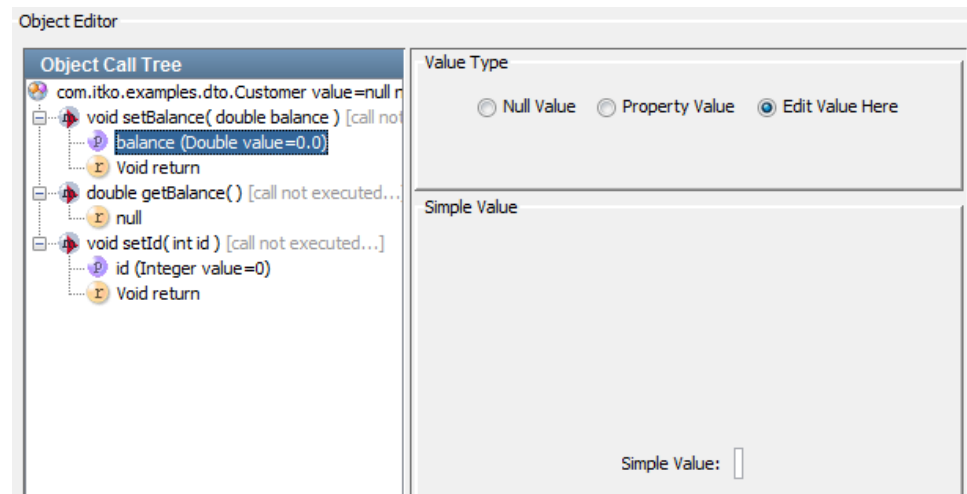 Object Editor
Object Call Tree
com.itko.examples.dto.Customer value=null
void setBalance( double balance ) [call not
p balance (Double value=0.0)
r Void return
double getBalance( ) [call not executed...]
r null
void setId( int id ) [call not executed...]
p id (Integer value=0)
r Void return
Value Type
Null Value Property Value Edit Value Here
Simple Value
Simple Value: